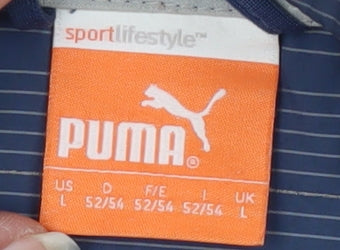 sportlifestyle™
PUMA®
US D F/E I UK
L 52/54 52/54 52/54 L